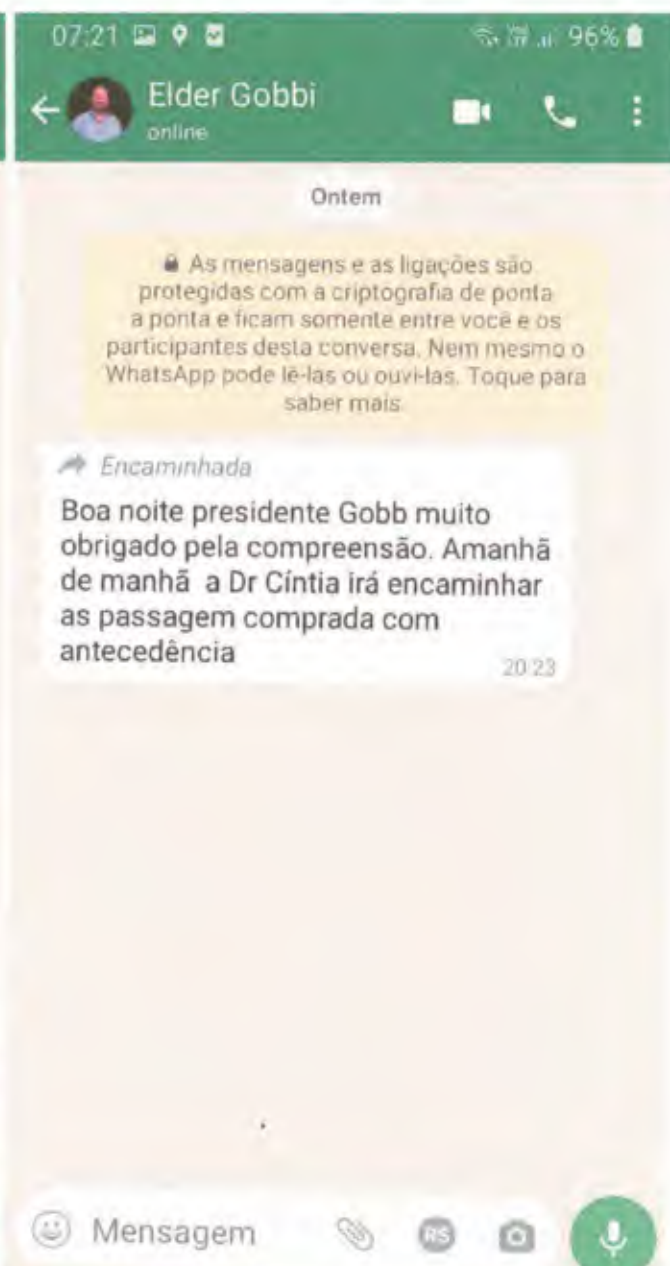 07:21 96%
Elder Gobbi
online
Ontem
As mensagens e as ligações são
protegidas com a criptografia de ponta
a ponta e ficam somente entre você e os
participantes desta conversa. Nem mesmo o
WhatsApp pode lê-las ou ouvi-las. Toque para
saber mais.
Encaminhada
Boa noite presidente Gobb muito
obrigado pela compreensão. Amanhã
de manhã a Dr Cíntia irá encaminhar
as passagem comprada com
antecedência
20:23
Mensagem
R$